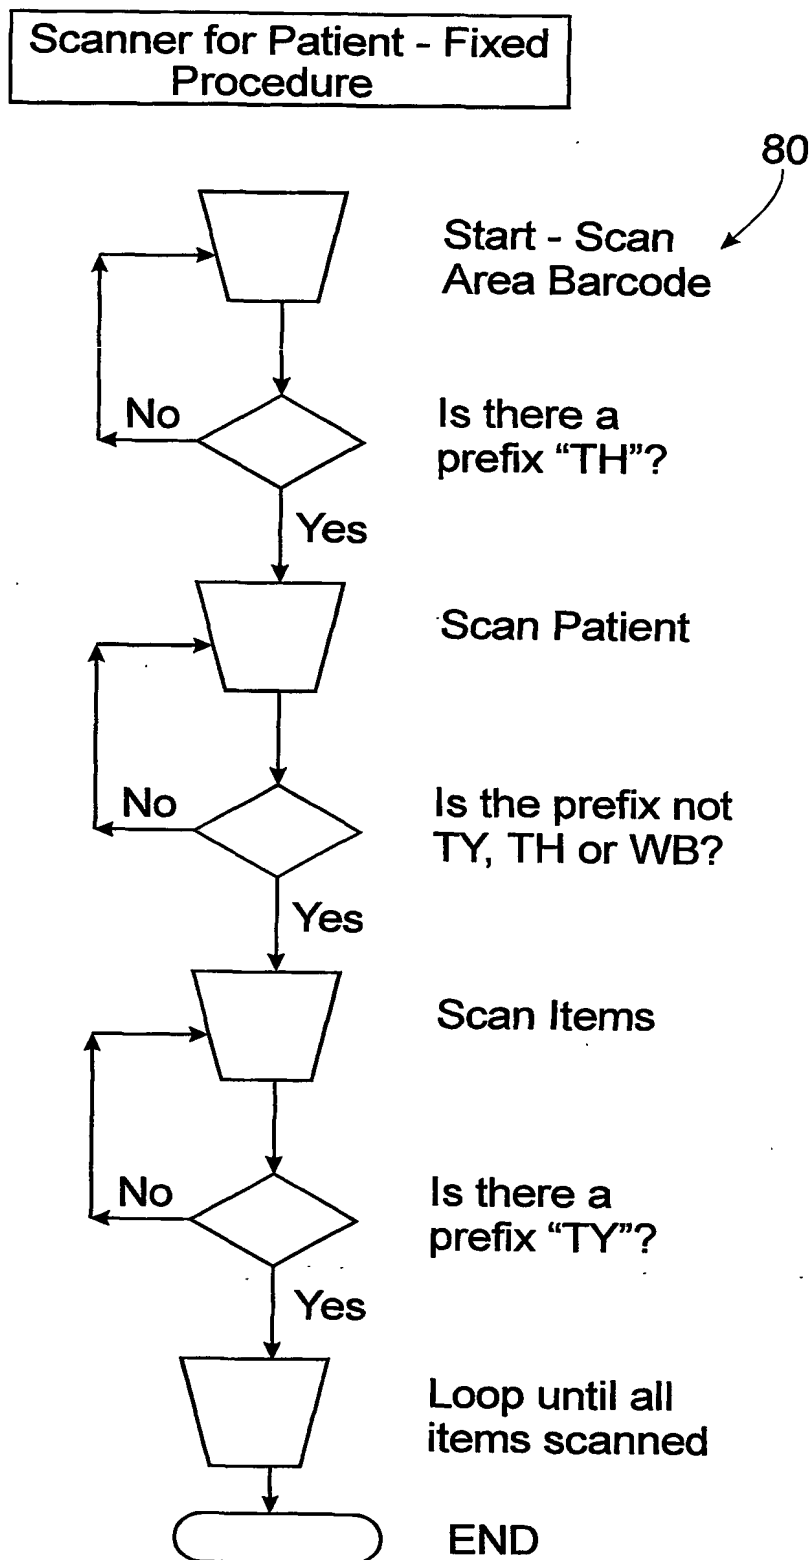 Scanner for Patient - Fixed
Procedure
80
Start - Scan
Area Barcode
No
Is there a
prefix “TH”?
Yes
Scan Patient
No
Is the prefix not
TY, TH or WB?
Yes
Scan Items
No
Is there a
prefix “TY”?
Yes
Loop until all
items scanned
END